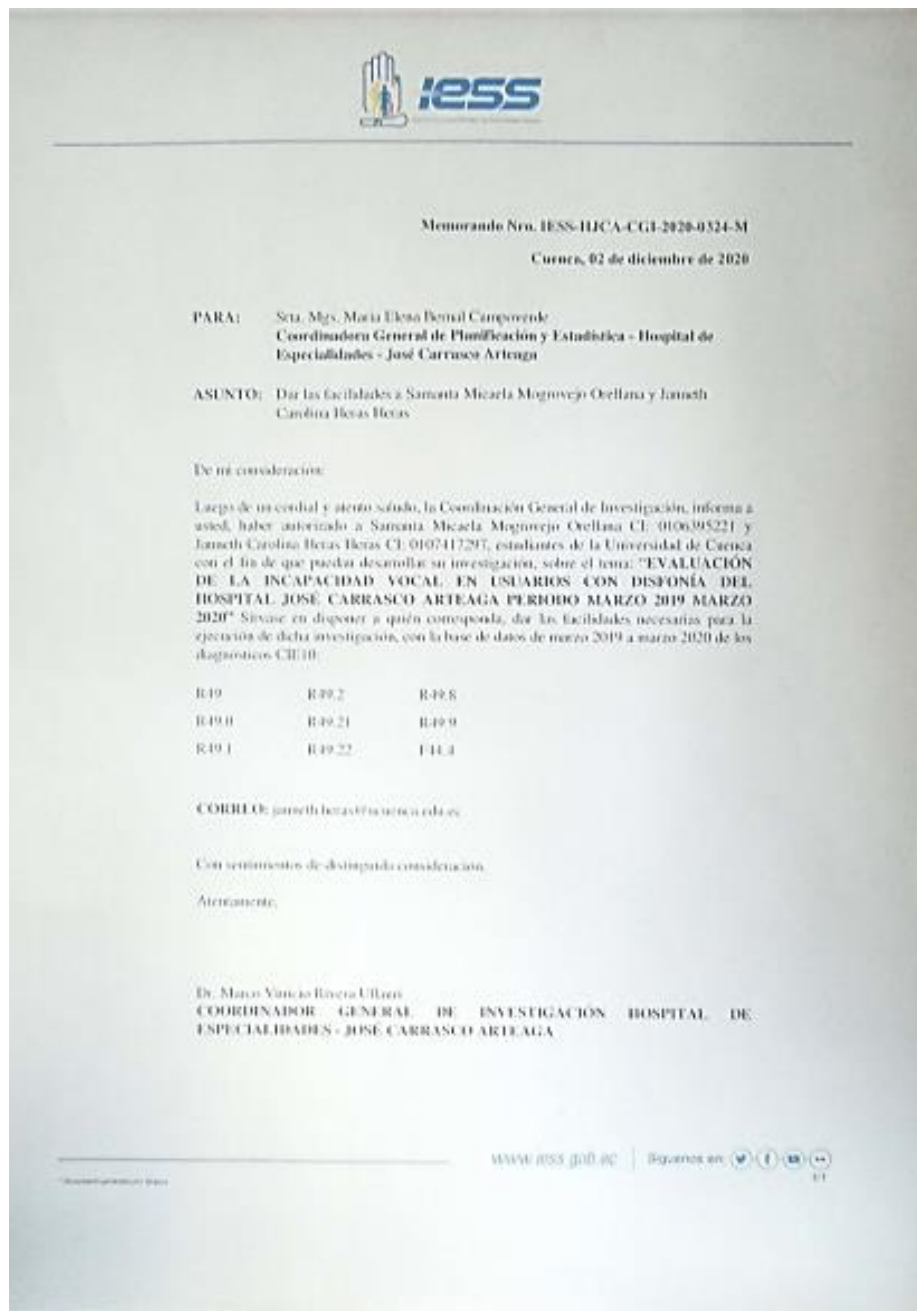 iess
Memorando Nro. IESS-HJCA-CGI-2020-0324-M
Cuenca, 02 de diciembre de 2020
PARA: Srta. Mgs. Maria Elena Bernal Campoverde
Coordinadora General de Planificación y Estadística - Hospital de
Especialidades - José Carrasco Arteaga
ASUNTO: Dar las facilidades a Samanta Micaela Mogrovejo Orellana y Janneth
Carolina Heras Heras
De mi consideración:
Luego de un cordial y atento saludo, la Coordinación General de Investigación, informa a
usted, haber autorizado a Samanta Micaela Mogrovejo Orellana CI: 0106395221 y
Janneth Carolina Heras Heras CI: 0107417297, estudiantes de la Universidad de Cuenca
con el fin de que puedan desarrollar su investigación, sobre el tema: "EVALUACIÓN
DE LA INCAPACIDAD VOCAL EN USUARIOS CON DISFONÍA DEL
HOSPITAL JOSÉ CARRASCO ARTEAGA PERIODO MARZO 2019 MARZO
2020" Sírvase en disponer a quién corresponda, dar las facilidades necesarias para la
ejecución de dicha investigación, con la base de datos de marzo 2019 a marzo 2020 de los
diagnósticos CIE10:
R49 R49.2 R49.8
R49.0 R49.21 R49.9
R49.1 R49.22 F44.4
CORREO: janneth.heras@ucuenca.edu.ec
Con sentimientos de distinguida consideración.
Atentamente,
Dr. Marco Vinicio Rivera Ullauri
COORDINADOR GENERAL DE INVESTIGACIÓN HOSPITAL DE
ESPECIALIDADES - JOSÉ CARRASCO ARTEAGA
www.iess.gob.ec | Síguenos en:
1/1